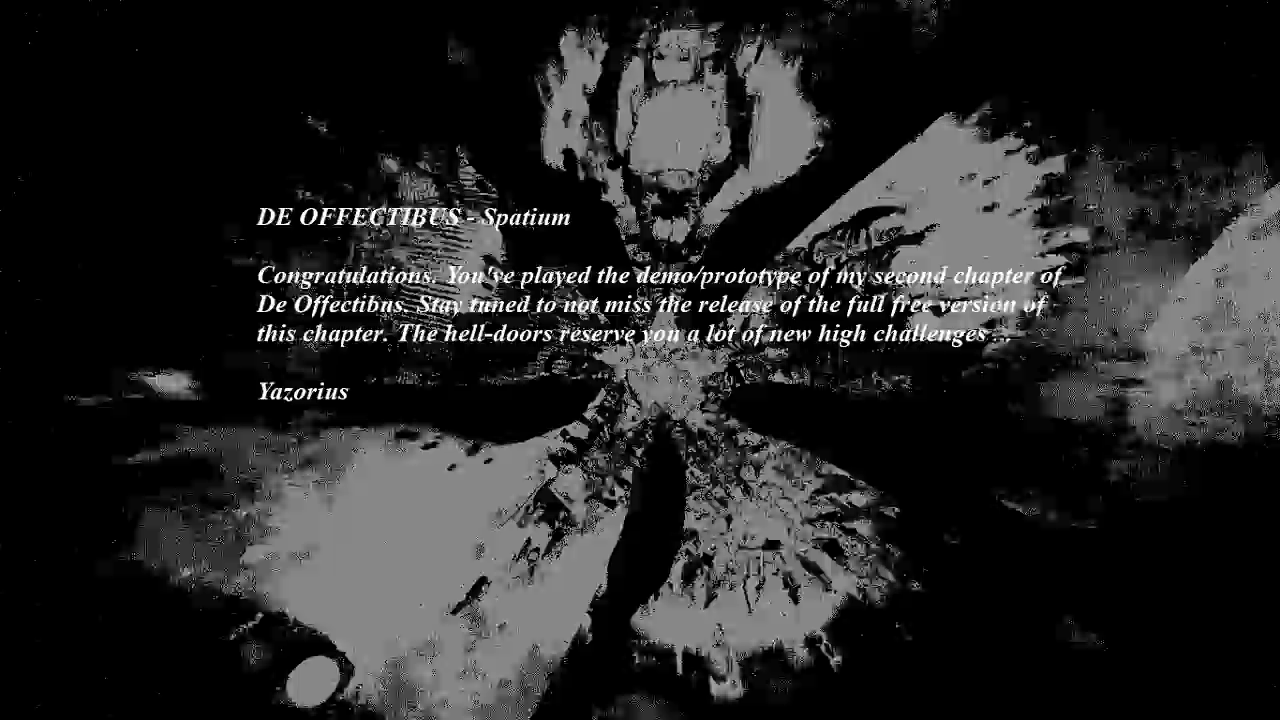 DE OFFECTIBUS - Spatium
Congratulations. You've played the demo/prototype of my second chapter of
De Offectibus. Stay tuned to not miss the release of the full free version of
this chapter. The hell-doors reserve you a lot of new high challenges ...
Yazorius